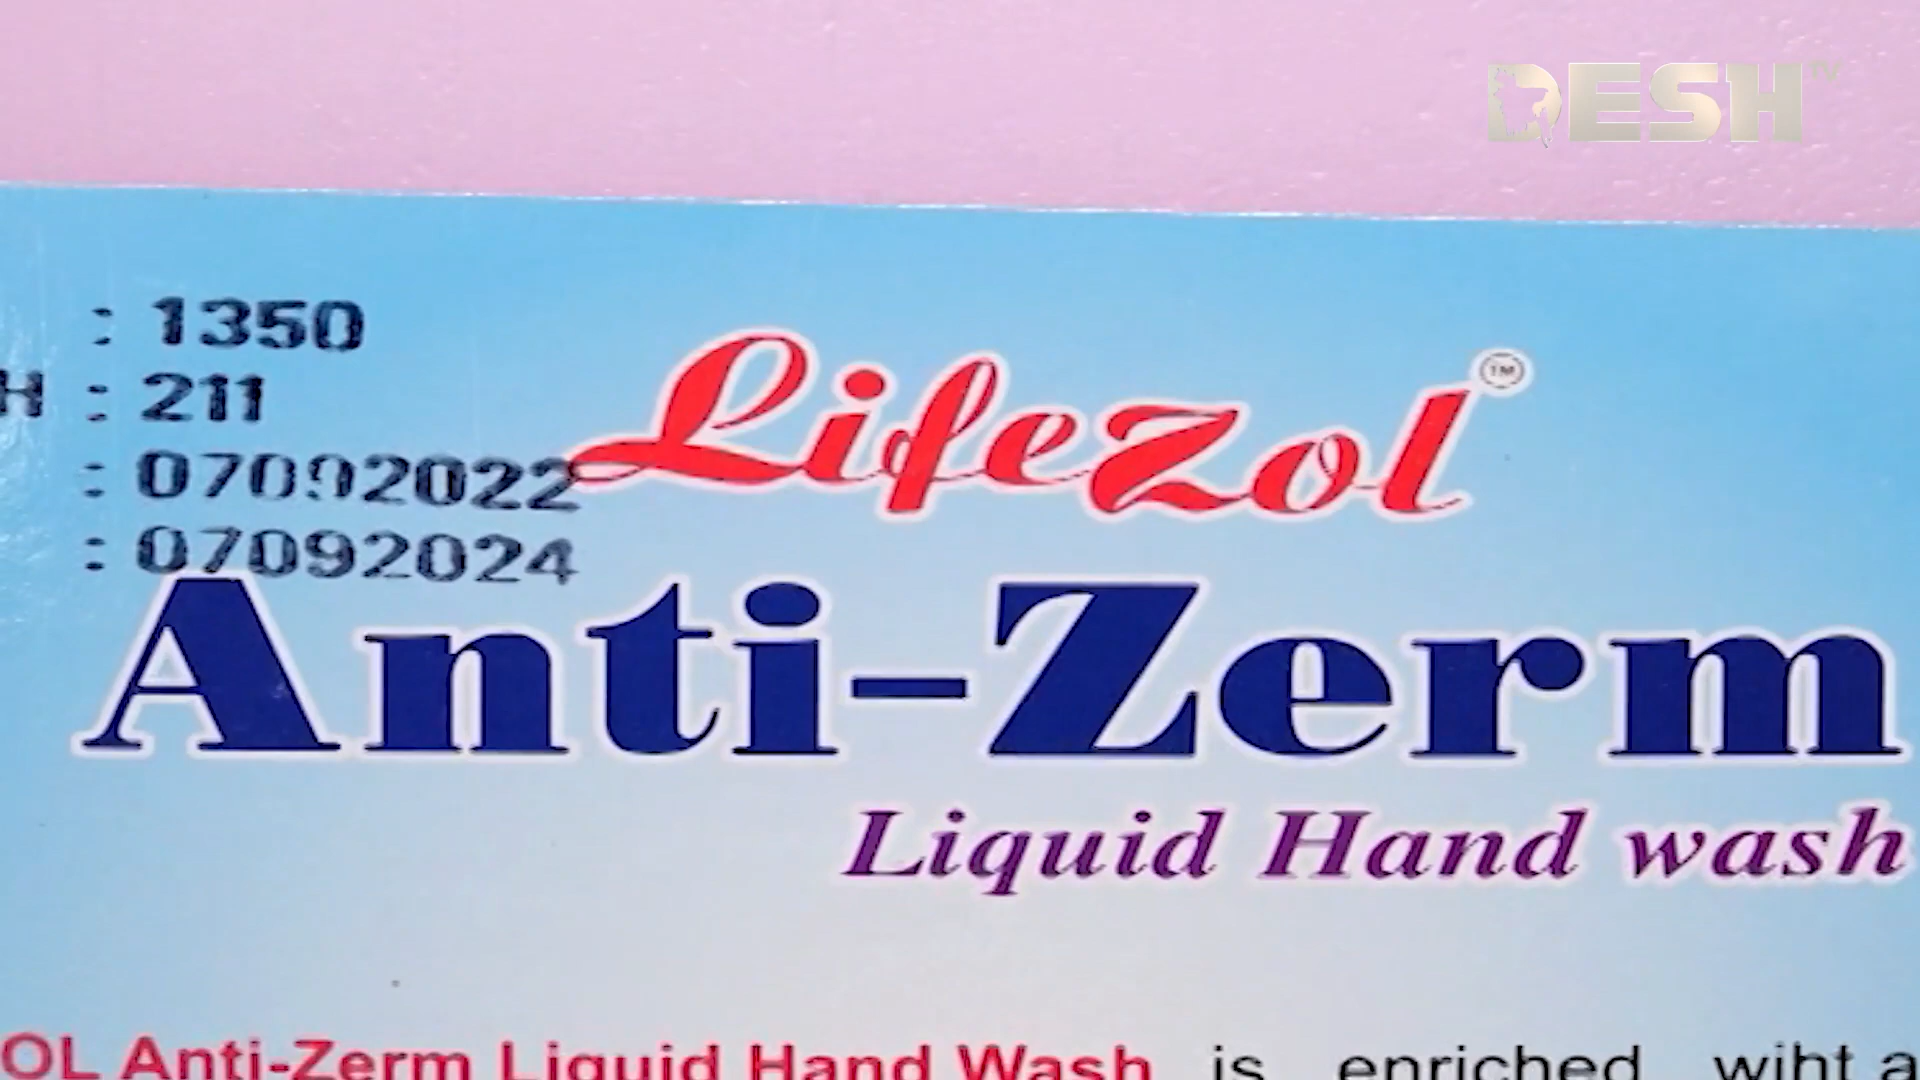 DESH TV
: 1350
H : 211
: 07092022
: 07092024
Lifezol TM
Anti-Zerm
Liquid Hand wash
OL Anti-Zerm Liquid Hand Wash is enriched wiht a